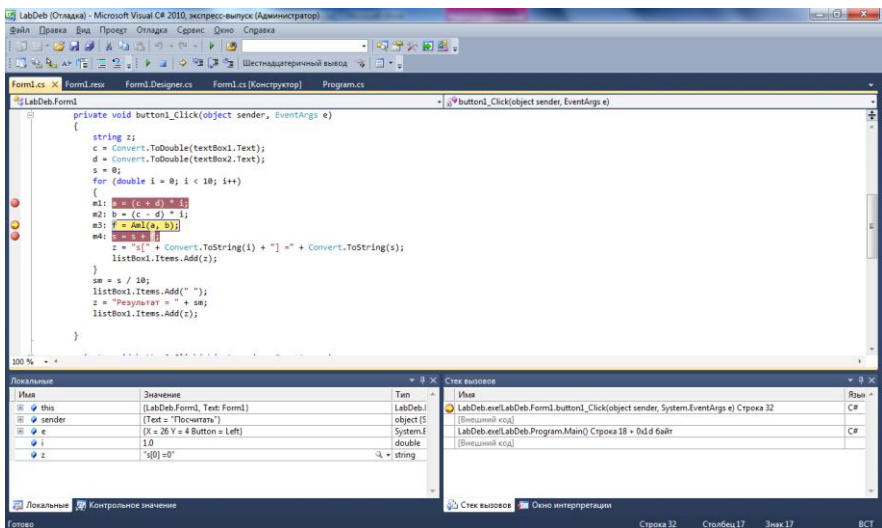 LabDeb (Отладка) - Microsoft Visual C# 2010, экспресс-выпуск (Администратор)
Файл Правка Вид Проект Отладка Сервис Окно Справка
Шестнадцатеричный вывод
Form1.cs Form1.resx Form1.Designer.cs Form1.cs [Конструктор] Program.cs
LabDeb.Form1 button1_Click(object sender, EventArgs e)
private void button1_Click(object sender, EventArgs e)
{
string z;
c = Convert.ToDouble(textBox1.Text);
d = Convert.ToDouble(textBox2.Text);
s = 0;
for (double i = 0; i < 10; i++)
{
m1: a = (c + d) * i;
m2: b = (c - d) * i;
m3: f = Aml(a, b);
m4: s = s +
z = "s[" + Convert.ToString(i) + "] =" + Convert.ToString(s);
listBox1.Items.Add(z);
}
sm = s / 10;
listBox1.Items.Add(" ");
z = "Результат = " + sm;
listBox1.Items.Add(z);
}
100 %
Локальные
Имя Значение Тип
this {LabDeb.Form1, Text: Form1} LabDeb.
sender {Text = "Посчитать"} object {S
e {X = 26 Y = 4 Button = Left} System.E
i 1.0 double
z "s[0] =0" string
Локальные Контрольное значение
Стек вызовов
Имя Язык
LabDeb.exe!LabDeb.Form1.button1_Click(object sender, System.EventArgs e) Строка 32 C#
[Внешний код]
LabDeb.exe!LabDeb.Program.Main() Строка 18 + 0x1d байт C#
[Внешний код]
Стек вызовов Окно интерпретации
Готово Строка 32 Столбец 17 Знак 17 ВСТ